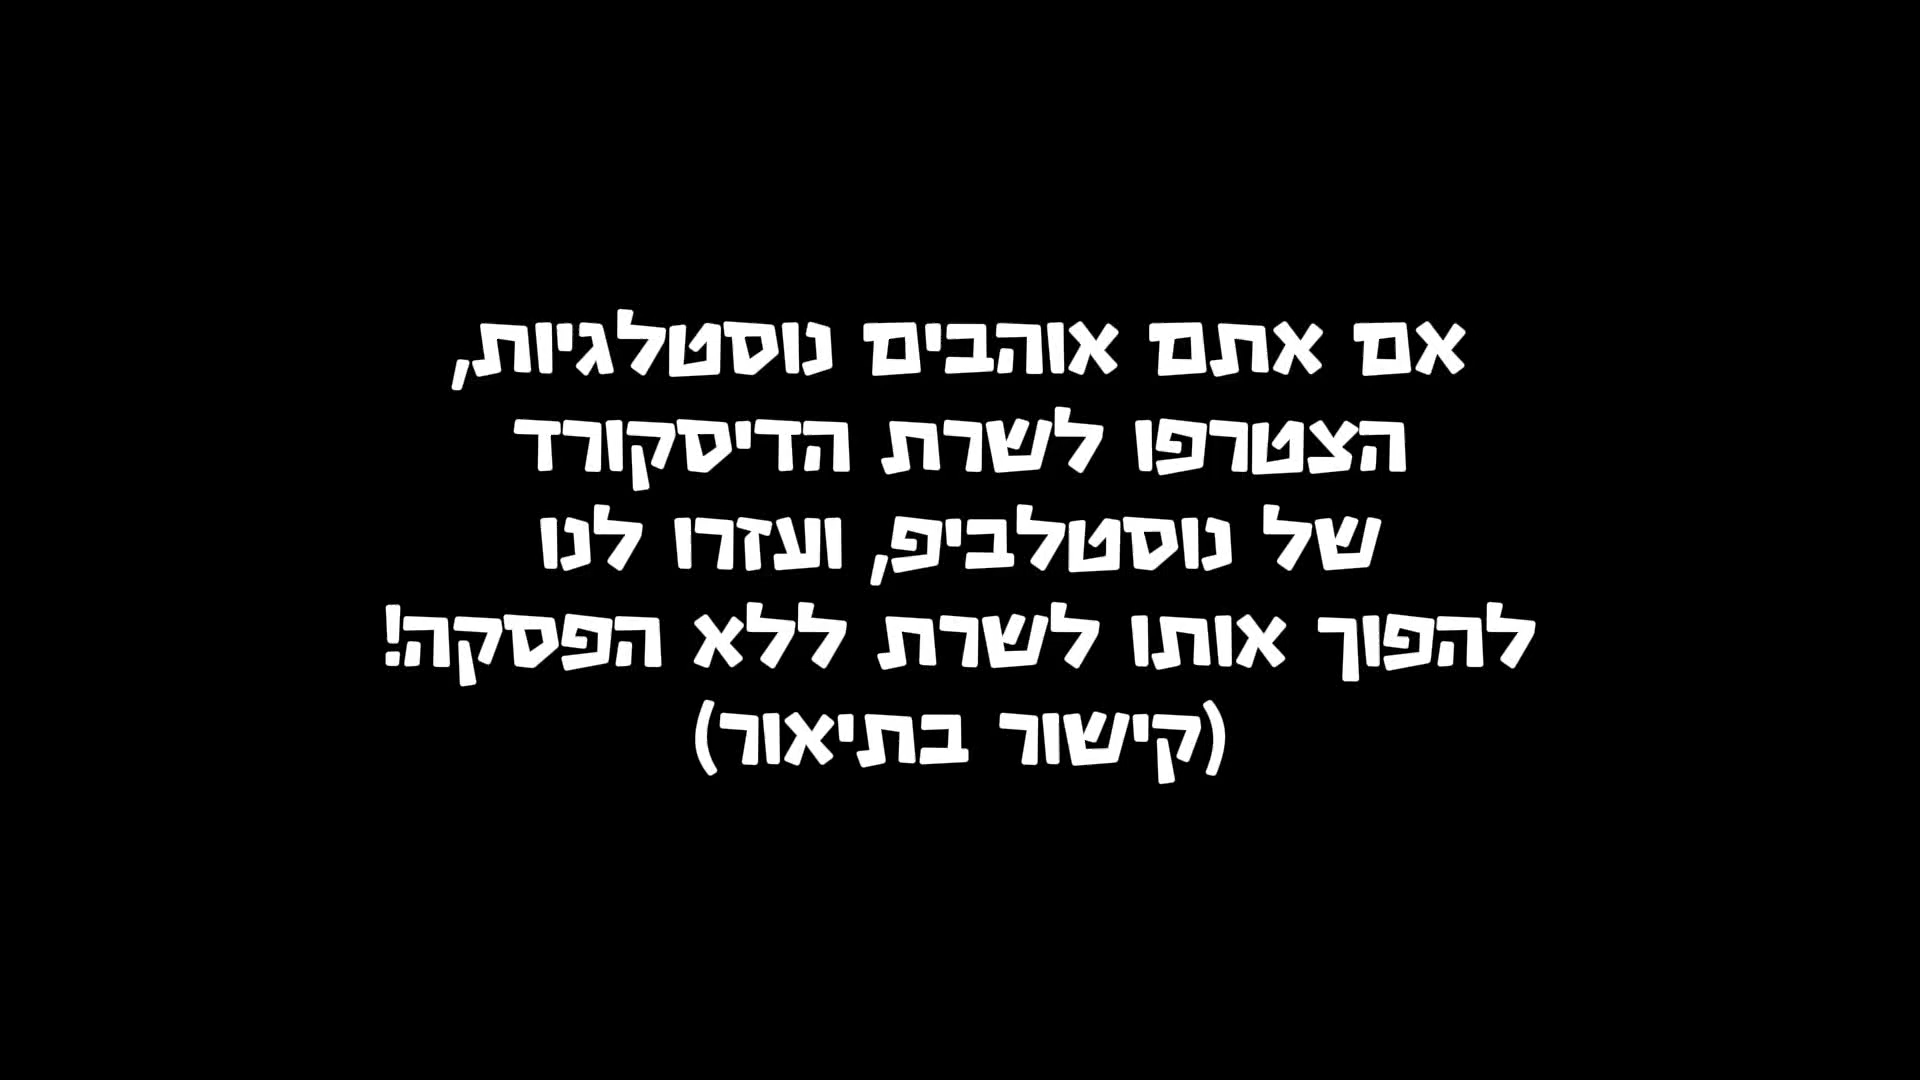 אם אתם אוהבים נוסטלגיות,
הצטרפו לשרת הדיסקורד
של נוסטלביפ, ועזרו לנו
להפוך אותו לשרת ללא הפסקה!
(קישור בתיאור)